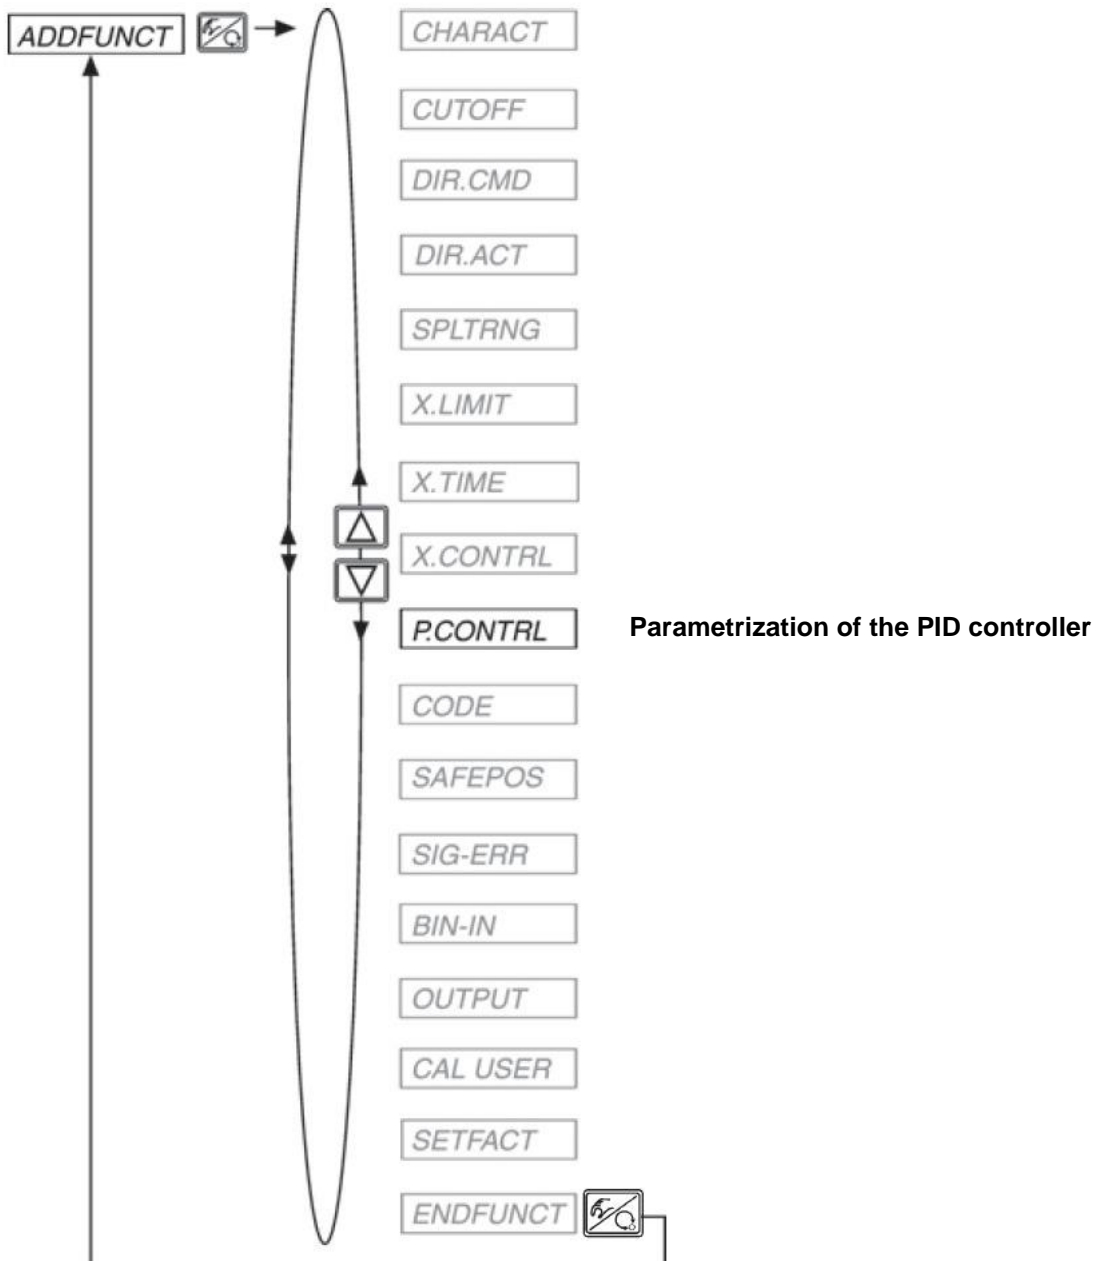 ADDFUNCT
CHARACT
CUTOFF
DIR.CMD
DIR.ACT
SPLTRNG
X.LIMIT
X.TIME
X.CONTRL
P.CONTRL
Parametrization of the PID controller
CODE
SAFEPOS
SIG-ERR
BIN-IN
OUTPUT
CAL USER
SETFACT
ENDFUNCT